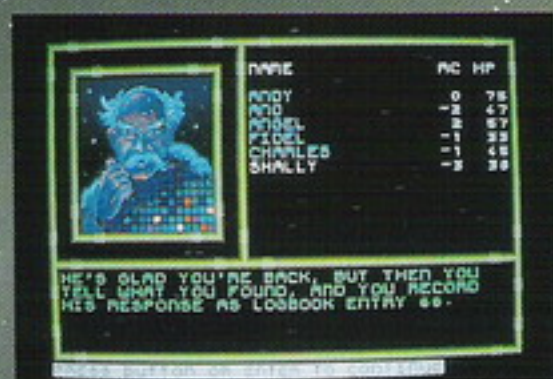 NAME AC HP
ANDY 0 75
AND -2 47
ANGEL 2 57
FIDEL -1 33
CHARLES -1 45
SHALLY -3 38
HE'S GLAD YOU'RE BACK, BUT THEN YOU
TELL WHAT YOU FOUND, AND YOU RECORD
HIS RESPONSE AS LOGBOOK ENTRY 60.
PRESS BUTTON OR ENTER TO CONTINUE